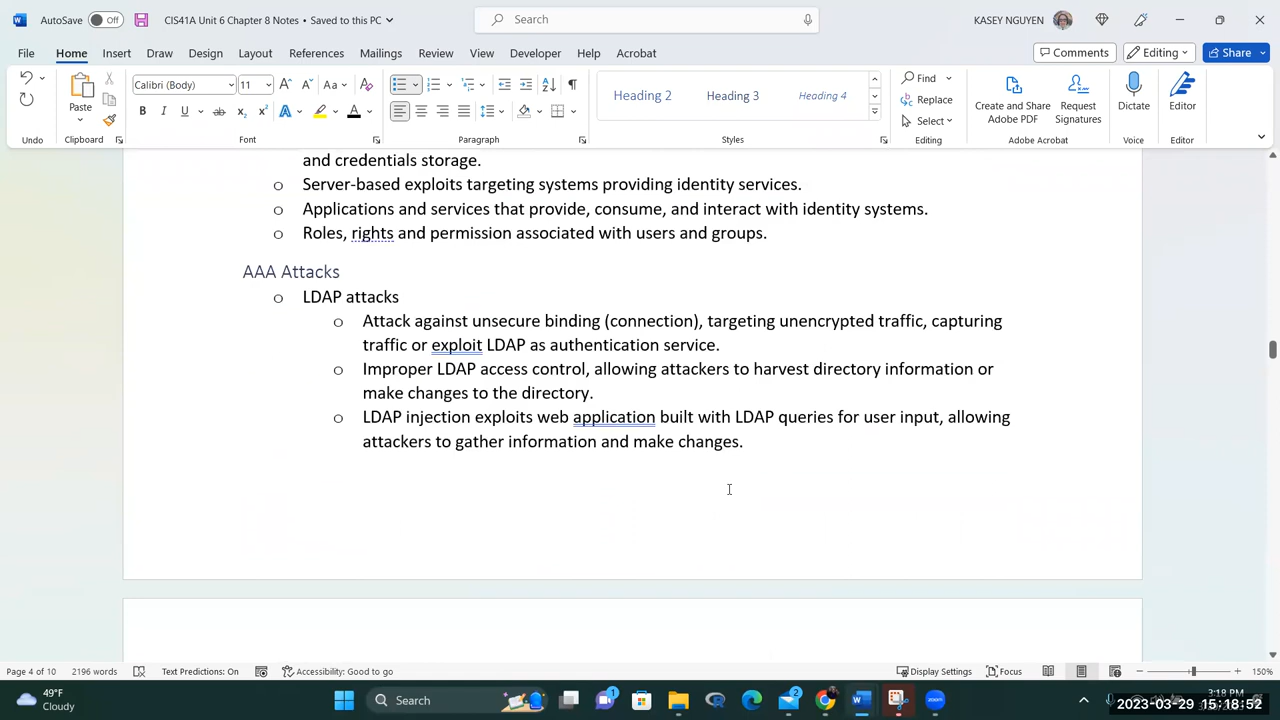 AutoSave Off CIS41A Unit 6 Chapter 8 Notes • Saved to this PC Search KASEY NGUYEN
File Home Insert Draw Design Layout References Mailings Review View Developer Help Acrobat Comments Editing Share
Calibri (Body) 11 Aa Heading 2 Heading 3 Heading 4 Find
Paste B I U ab x₂ x² A A Replace Create and Share Adobe PDF Request Signatures Dictate Editor
Select
Undo Clipboard Font Paragraph Styles Editing Adobe Acrobat Voice Editor
and credentials storage.
o Server-based exploits targeting systems providing identity services.
o Applications and services that provide, consume, and interact with identity systems.
o Roles, rights and permission associated with users and groups.
AAA Attacks
o LDAP attacks
o Attack against unsecure binding (connection), targeting unencrypted traffic, capturing
traffic or exploit LDAP as authentication service.
o Improper LDAP access control, allowing attackers to harvest directory information or
make changes to the directory.
o LDAP injection exploits web application built with LDAP queries for user input, allowing
attackers to gather information and make changes.
Page 4 of 10 2196 words Text Predictions: On Accessibility: Good to go Display Settings Focus 150%
49°F
Cloudy
Search
1
2
zoom
3:18 PM
2023-03-29 15:18:52